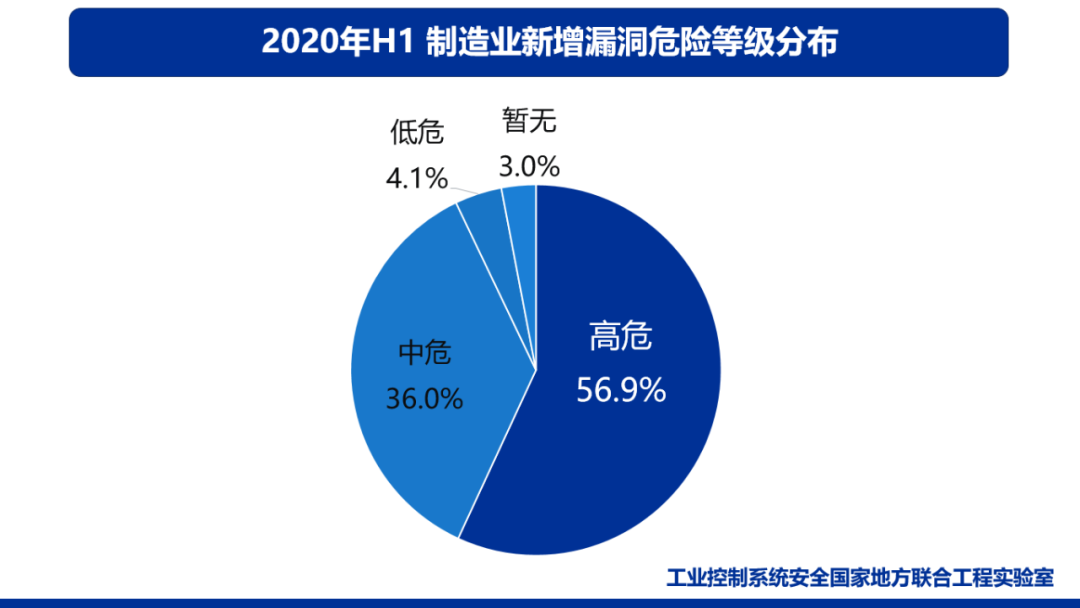 2020年H1 制造业新增漏洞危险等级分布
低危
4.1%
暂无
3.0%
高危
56.9%
中危
36.0%
工业控制系统安全国家地方联合工程实验室